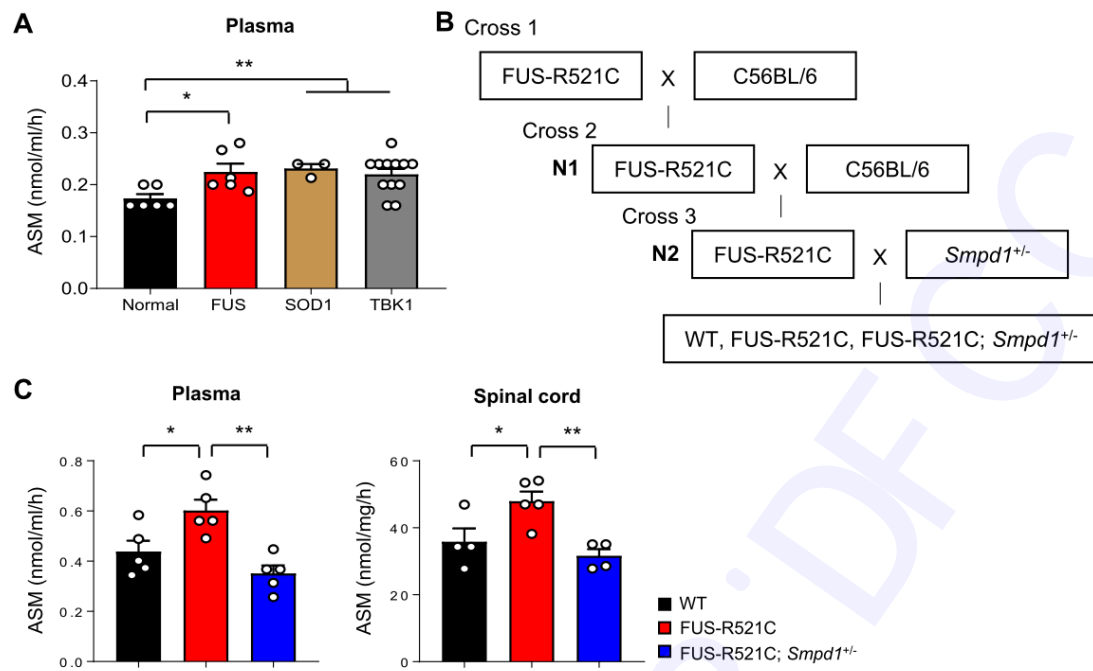 A
Plasma
**
*
ASM (nmol/ml/h)
0.4
0.3
0.2
0.1
0.0
Normal FUS SOD1 TBK1
B
Cross 1
FUS-R521C X C56BL/6
Cross 2
N1 FUS-R521C X C56BL/6
Cross 3
N2 FUS-R521C X Smpd1+/-
WT, FUS-R521C, FUS-R521C; Smpd1+/-
C
Plasma
* **
ASM (nmol/ml/h)
0.8
0.6
0.4
0.2
0.0
Spinal cord
* **
ASM (nmol/mg/h)
60
40
20
0
WT
FUS-R521C
FUS-R521C; Smpd1+/-